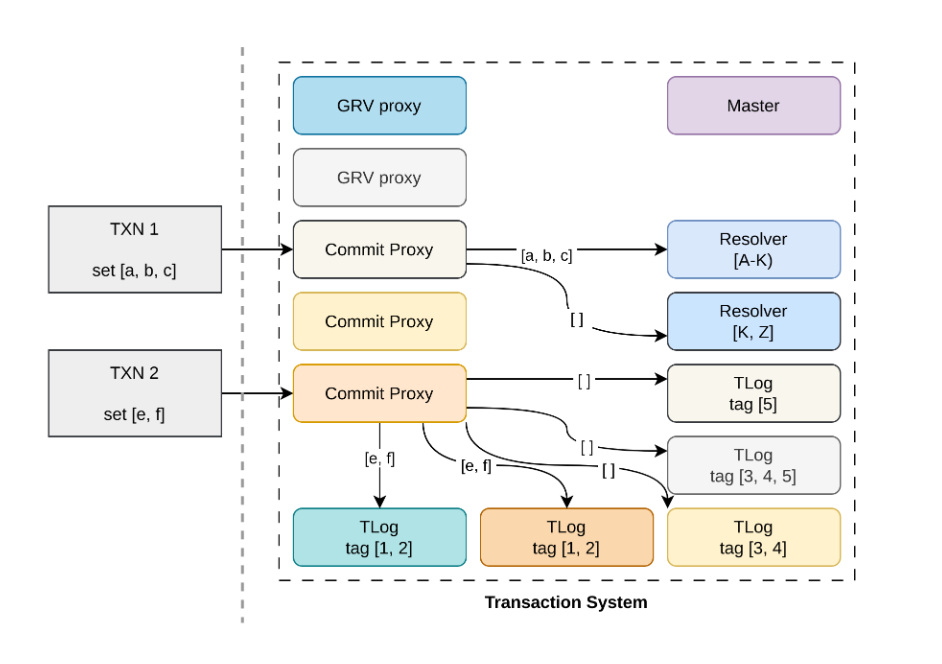 GRV proxy
Master
GRV proxy
TXN 1
set [a, b, c]
Commit Proxy
[a, b, c]
Resolver
[A-K)
Commit Proxy
[ ]
Resolver
[K, Z]
TXN 2
set [e, f]
Commit Proxy
[ ]
TLog
tag [5]
[e, f]
[e, f]
[ ]
[ ]
TLog
tag [3, 4, 5]
TLog
tag [1, 2]
TLog
tag [1, 2]
TLog
tag [3, 4]
Transaction System